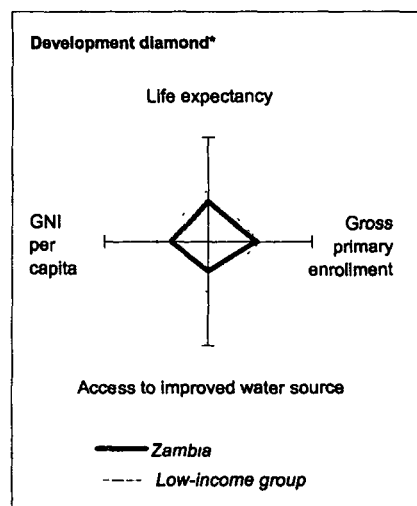 Development diamond*
Life expectancy
GNI
per
capita
Gross
primary
enrollment
Access to improved water source
Zambia
Low-income group